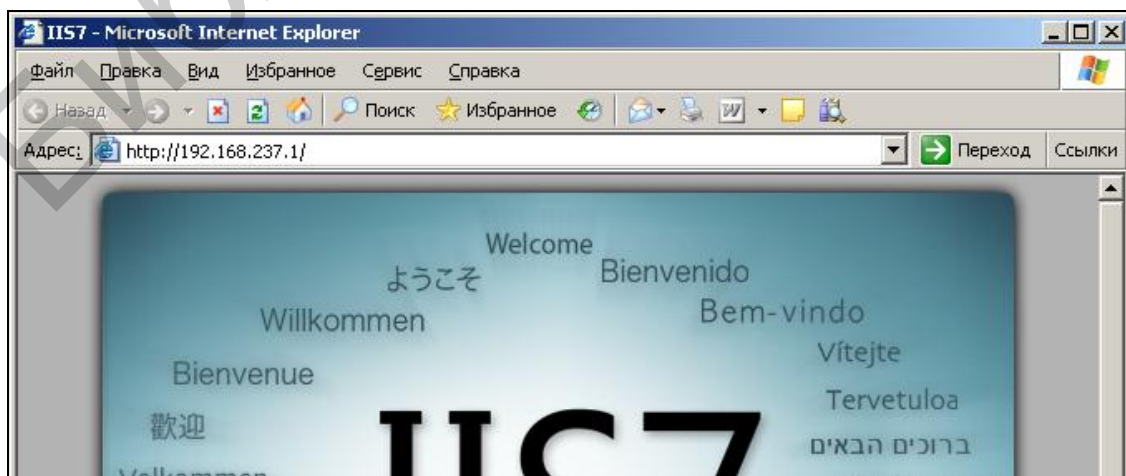 IIS7 - Microsoft Internet Explorer
Файл Правка Вид Избранное Сервис Справка
Назад Поиск Избранное
Адрес: http://192.168.237.1/ Переход Ссылки
Welcome
ようこそ Bienvenido
Willkommen Bem-vindo
Vítejte
Bienvenue
Tervetuloa
歡迎
ברוכים הבאים
IIS7